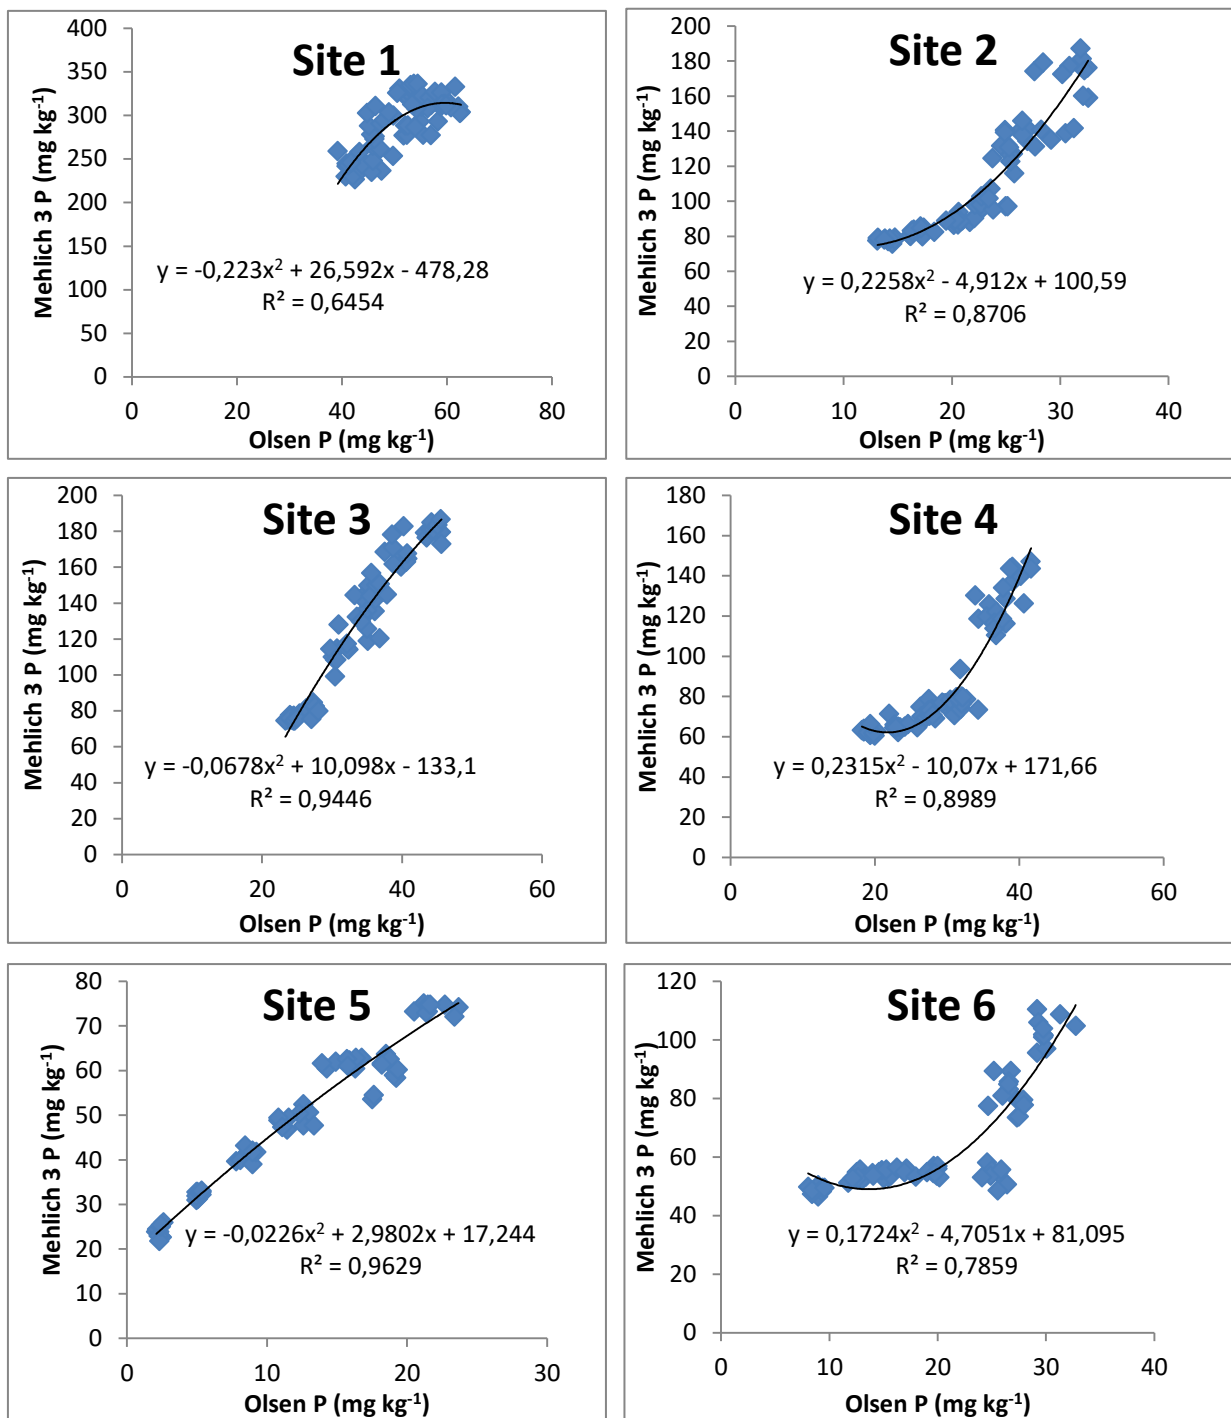 Site 1
Mehlich 3 P (mg kg⁻¹)
400
350
300
250
200
150
100
50
0
y = -0,223x² + 26,592x - 478,28
R² = 0,6454
0 20 40 60 80
Olsen P (mg kg⁻¹)
Site 2
Mehlich 3 P (mg kg⁻¹)
200
180
160
140
120
100
80
60
40
20
0
y = 0,2258x² - 4,912x + 100,59
R² = 0,8706
0 10 20 30 40
Olsen P (mg kg⁻¹)
Site 3
Mehlich 3 P (mg kg⁻¹)
200
180
160
140
120
100
80
60
40
20
0
y = -0,0678x² + 10,098x - 133,1
R² = 0,9446
0 20 40 60
Olsen P (mg kg⁻¹)
Site 4
Mehlich 3 P (mg kg⁻¹)
180
160
140
120
100
80
60
40
20
0
y = 0,2315x² - 10,07x + 171,66
R² = 0,8989
0 20 40 60
Olsen P (mg kg⁻¹)
Site 5
Mehlich 3 P (mg kg⁻¹)
80
70
60
50
40
30
20
10
0
y = -0,0226x² + 2,9802x + 17,244
R² = 0,9629
0 10 20 30
Olsen P (mg kg⁻¹)
Site 6
Mehlich 3 P (mg kg⁻¹)
120
100
80
60
40
20
0
y = 0,1724x² - 4,7051x + 81,095
R² = 0,7859
0 10 20 30 40
Olsen P (mg kg⁻¹)